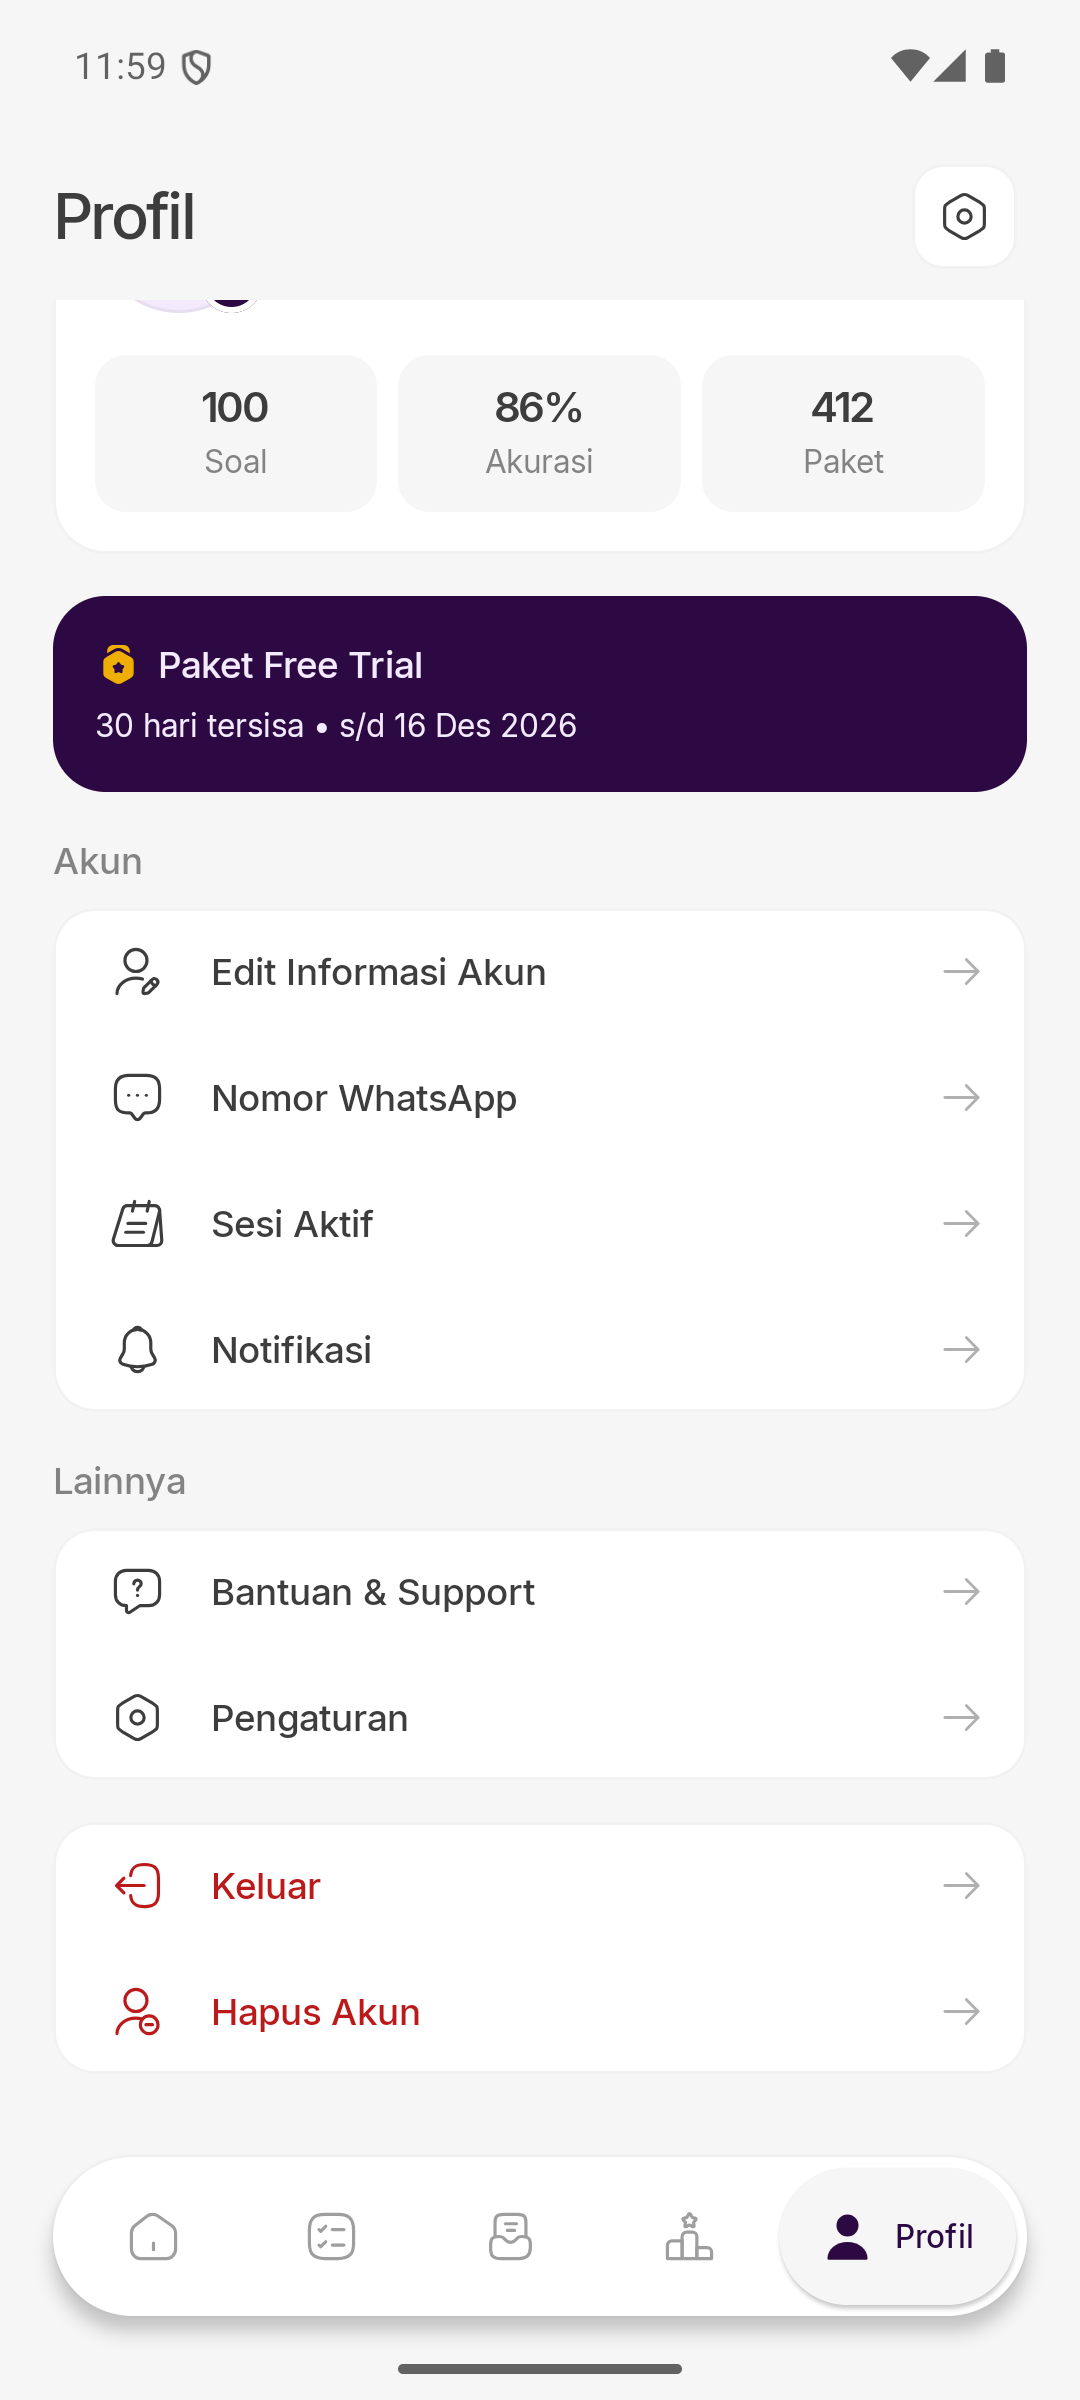 11:59
Profil
100
Soal
86%
Akurasi
412
Paket
Paket Free Trial
30 hari tersisa • s/d 16 Des 2026
Akun
Edit Informasi Akun
Nomor WhatsApp
Sesi Aktif
Notifikasi
Lainnya
Bantuan & Support
Pengaturan
Keluar
Hapus Akun
Profil